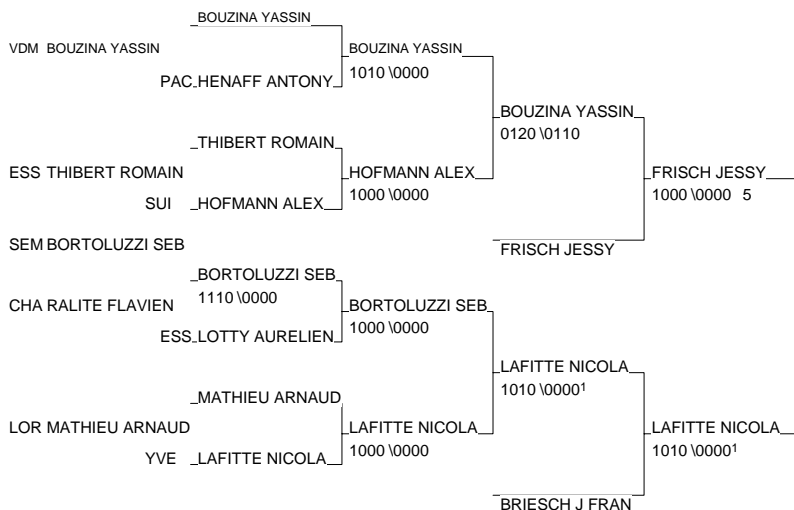 BOUZINA YASSIN
VDM BOUZINA YASSIN
BOUZINA YASSIN
1010 \0000
PAC HENAFF ANTONY
BOUZINA YASSIN
0120 \0110
THIBERT ROMAIN
ESS THIBERT ROMAIN
HOFMANN ALEX
1000 \0000
FRISCH JESSY
1000 \0000 5
SUI HOFMANN ALEX
SEM BORTOLUZZI SEB
FRISCH JESSY
BORTOLUZZI SEB
1110 \0000
CHA RALITE FLAVIEN
BORTOLUZZI SEB
1000 \0000
ESS LOTTY AURELIEN
LAFITTE NICOLA
1010 \0000¹
MATHIEU ARNAUD
LOR MATHIEU ARNAUD
LAFITTE NICOLA
1000 \0000
LAFITTE NICOLA
1010 \0000¹
YVE LAFITTE NICOLA
BRIESCH J FRAN